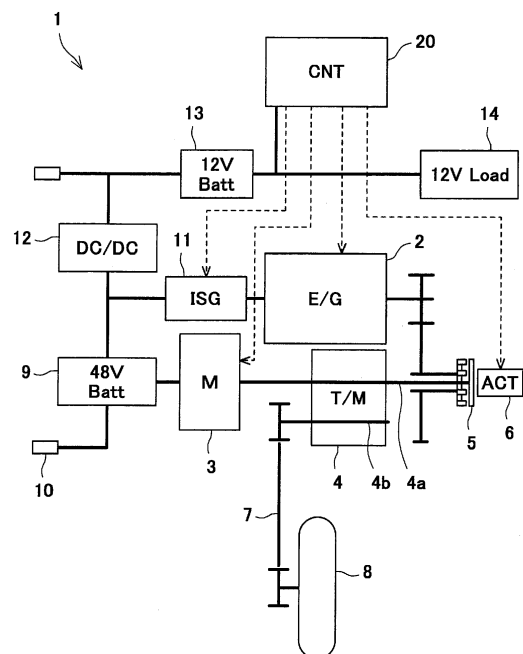 1
20
CNT
13
12V
Batt
14
12V Load
12
DC/DC
11
ISG
2
E/G
9
48V
Batt
M
T/M
ACT
10
3
4
4b
4a
5
6
7
8